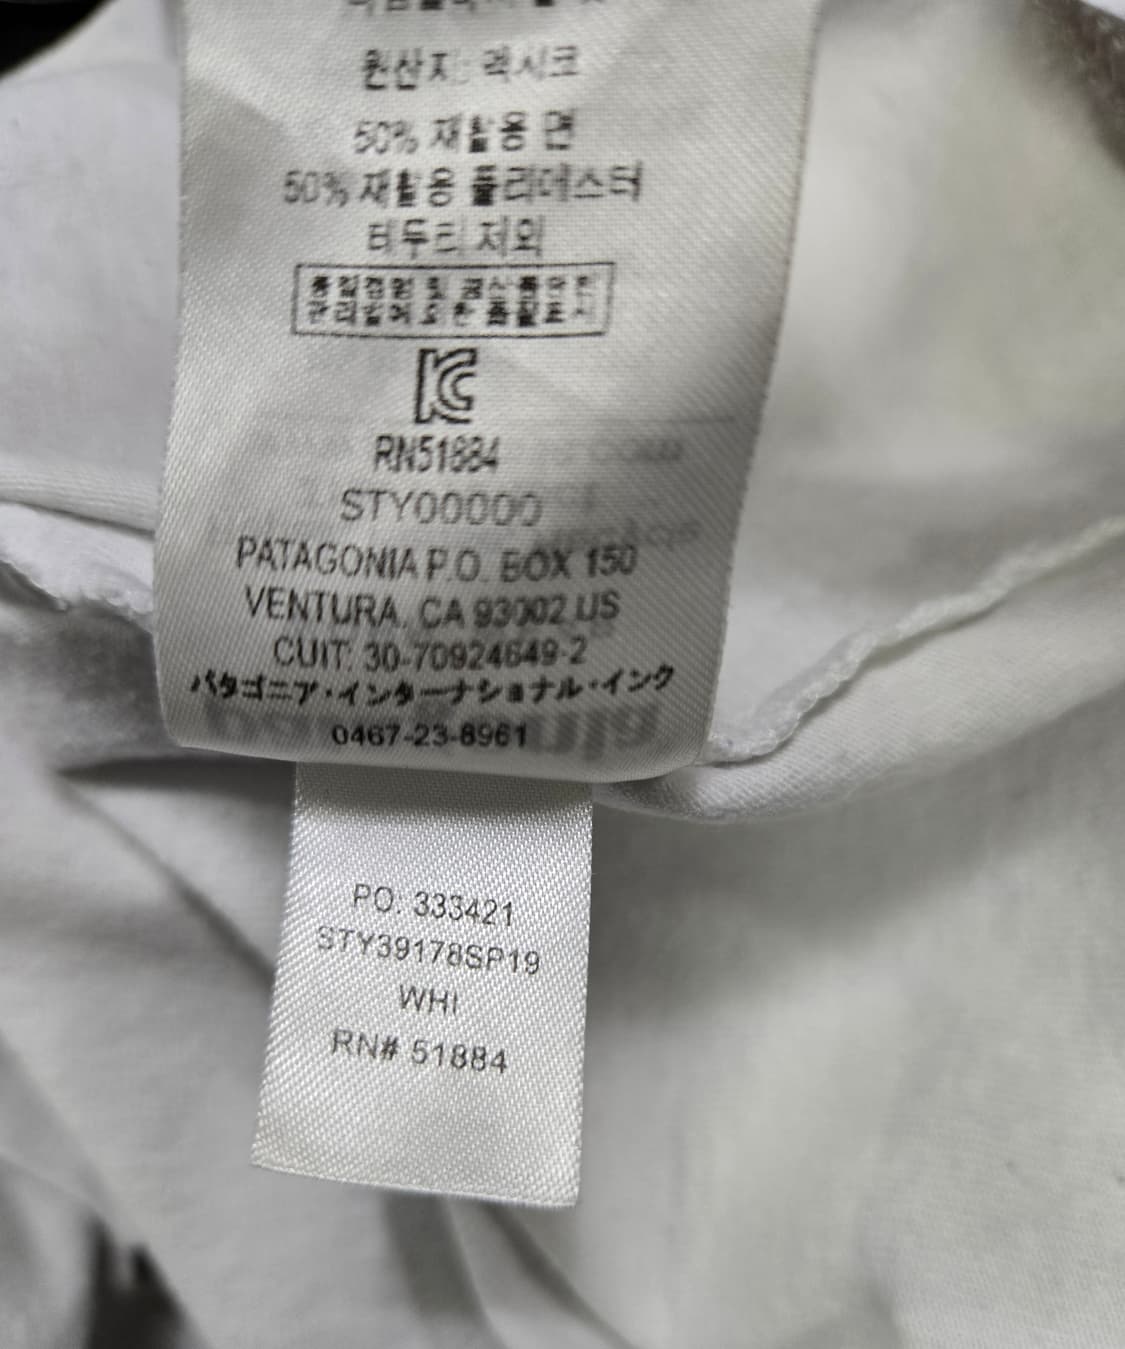 원산지: 멕시코
50% 재활용 면
50% 재활용 폴리에스터
테두리 제외
RN51884
STY00000
PATAGONIA P.O. BOX 150
VENTURA, CA 93002 US
CUIT: 30-70924649-2
パタゴニア・インターナショナル・インク
0467-23-8961
PO. 333421
STY39178SP19
WHI
RN# 51884